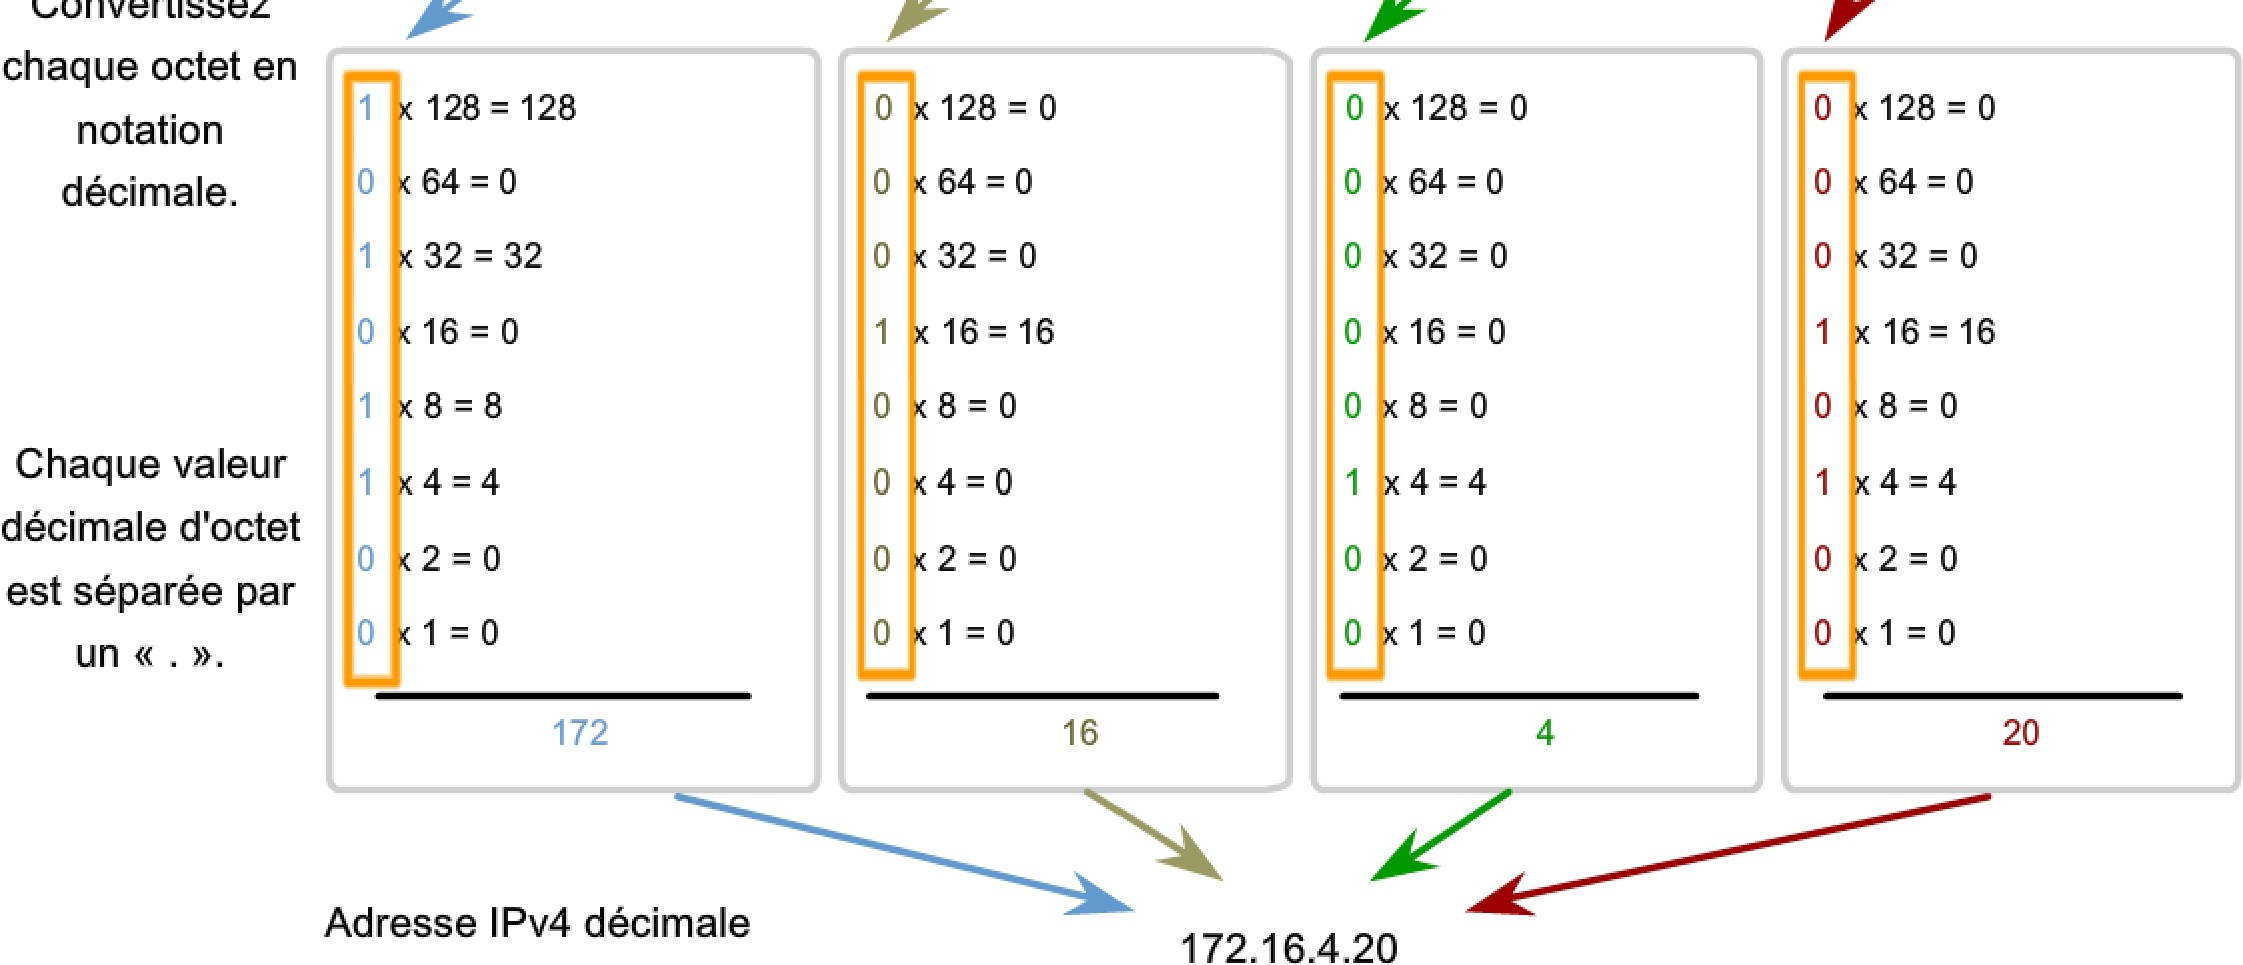 Convertissez
chaque octet en
notation
décimale.
Chaque valeur
décimale d'octet
est séparée par
un « . ».
1 x 128 = 128
0 x 64 = 0
1 x 32 = 32
0 x 16 = 0
1 x 8 = 8
1 x 4 = 4
0 x 2 = 0
0 x 1 = 0
172
0 x 128 = 0
0 x 64 = 0
0 x 32 = 0
1 x 16 = 16
0 x 8 = 0
0 x 4 = 0
0 x 2 = 0
0 x 1 = 0
16
0 x 128 = 0
0 x 64 = 0
0 x 32 = 0
0 x 16 = 0
0 x 8 = 0
1 x 4 = 4
0 x 2 = 0
0 x 1 = 0
4
0 x 128 = 0
0 x 64 = 0
0 x 32 = 0
1 x 16 = 16
0 x 8 = 0
1 x 4 = 4
0 x 2 = 0
0 x 1 = 0
20
Adresse IPv4 décimale
172.16.4.20